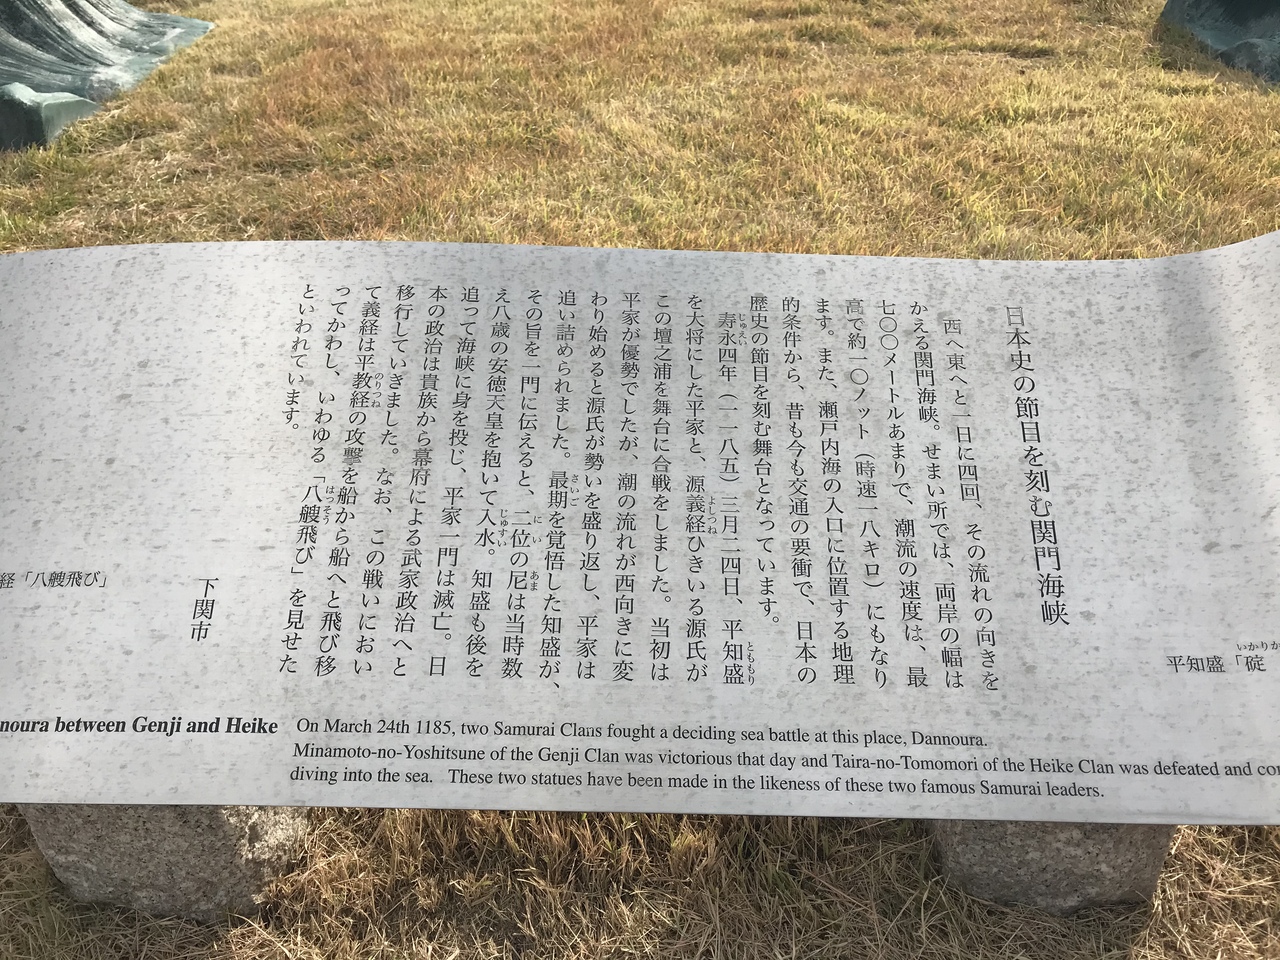 日本史の節目を刻む関門海峡
西へ東へと一日に四回、その流れの向きを
かえる関門海峡。せまい所では、両岸の幅は
七〇〇メートルあまりで、潮流の速度は、最
高で約一〇ノット（時速一八キロ）にもなり
ます。また、瀬戸内海の入口に位置する地理
的条件から、昔も今も交通の要衝で、日本の
歴史の節目を刻む舞台となっています。
寿永四年（一一八五）三月二四日、平知盛
を大将にした平家と、源義経ひきいる源氏が
この壇之浦を舞台に合戦をしました。当初は
平家が優勢でしたが、潮の流れが西向きに変
わり始めると源氏が勢いを盛り返し、平家は
追い詰められました。最期を覚悟した知盛が、
その旨を一門に伝えると、二位の尼は当時数
え八歳の安徳天皇を抱いて入水。知盛も後を
追って海峡に身を投じ、平家一門は滅亡。日
本の政治は貴族から幕府による武家政治へと
移行していきました。なお、この戦いにおい
て義経は平教経の攻撃を船から船へと飛び移
ってかわし、いわゆる「八艘飛び」を見せた
といわれています。
下関市
平知盛「碇
経「八艘飛び」
noura between Genji and Heike On March 24th 1185, two Samurai Clans fought a deciding sea battle at this place, Dannoura.
Minamoto-no-Yoshitsune of the Genji Clan was victorious that day and Taira-no-Tomomori of the Heike Clan was defeated and
diving into the sea. These two statues have been made in the likeness of these two famous Samurai leaders.